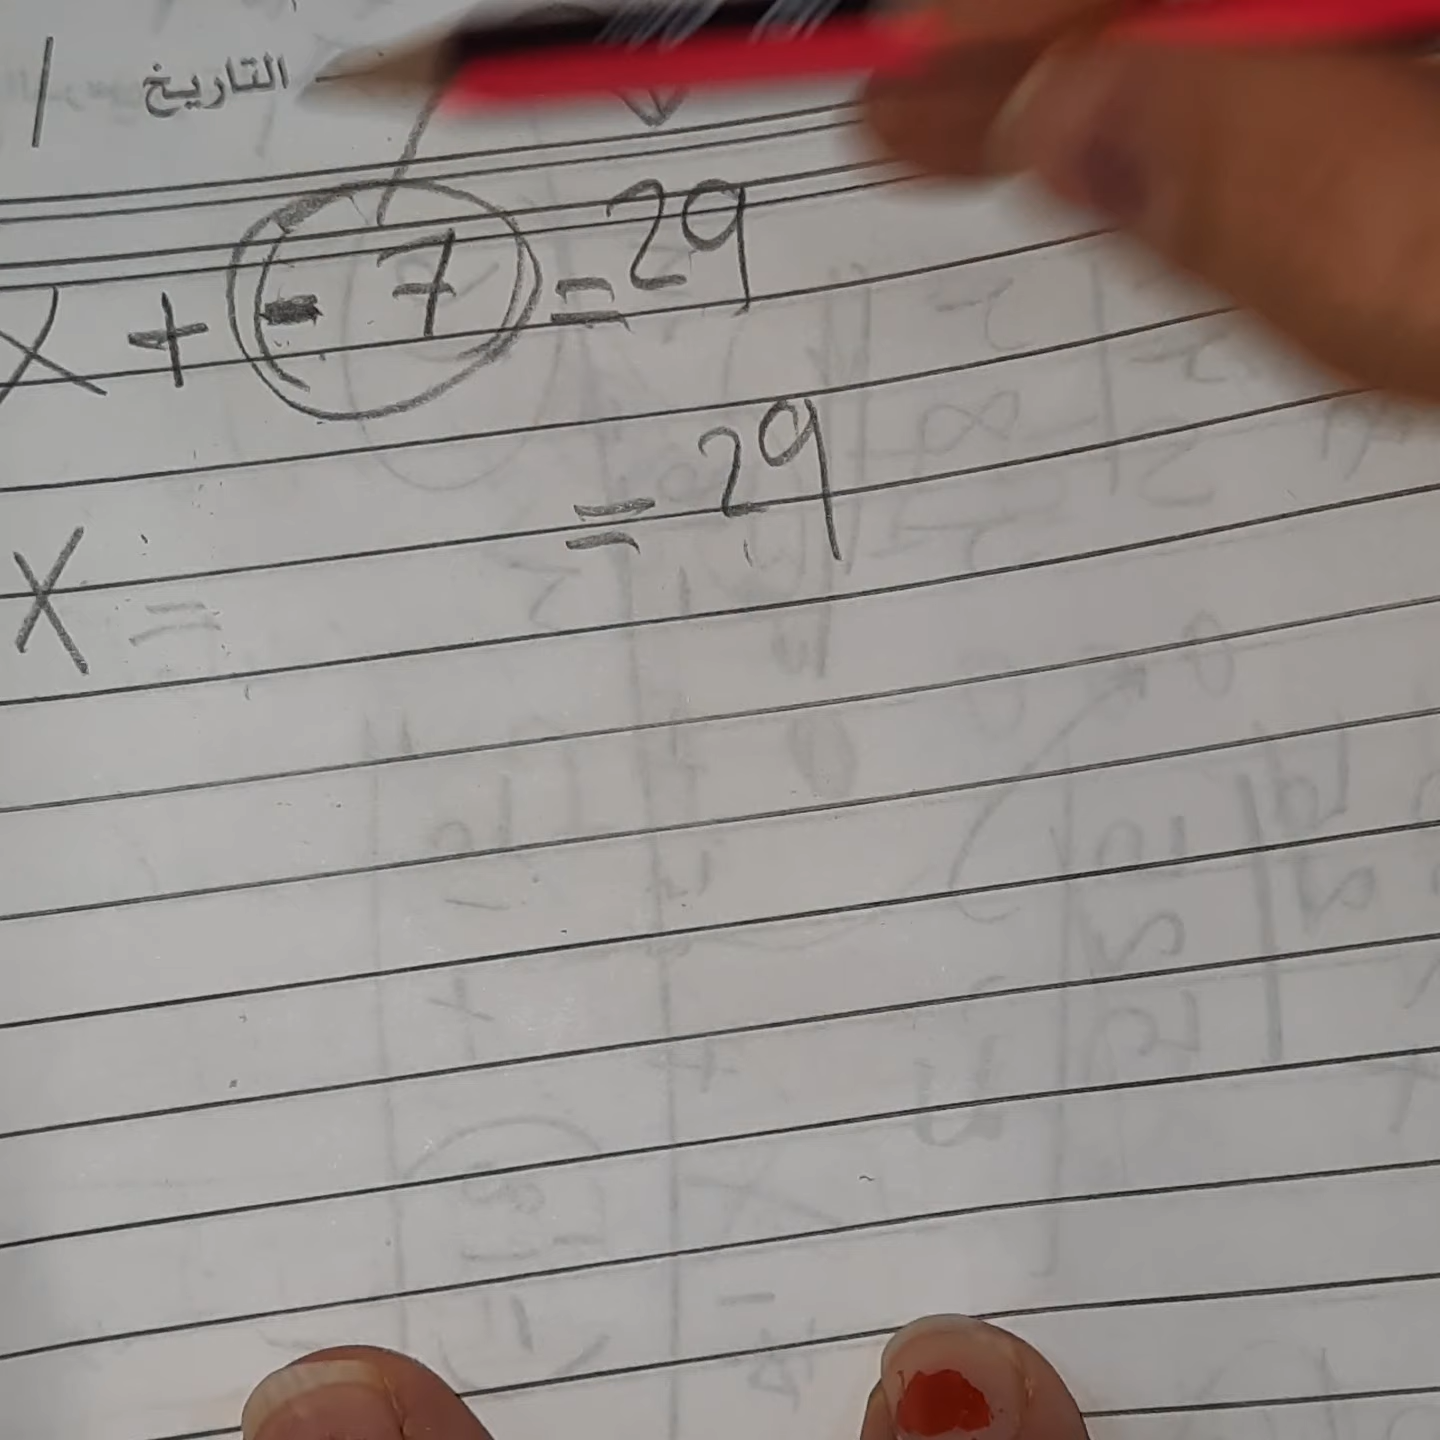 التاريخ /
x + (- 7) = 29
= 29
x =